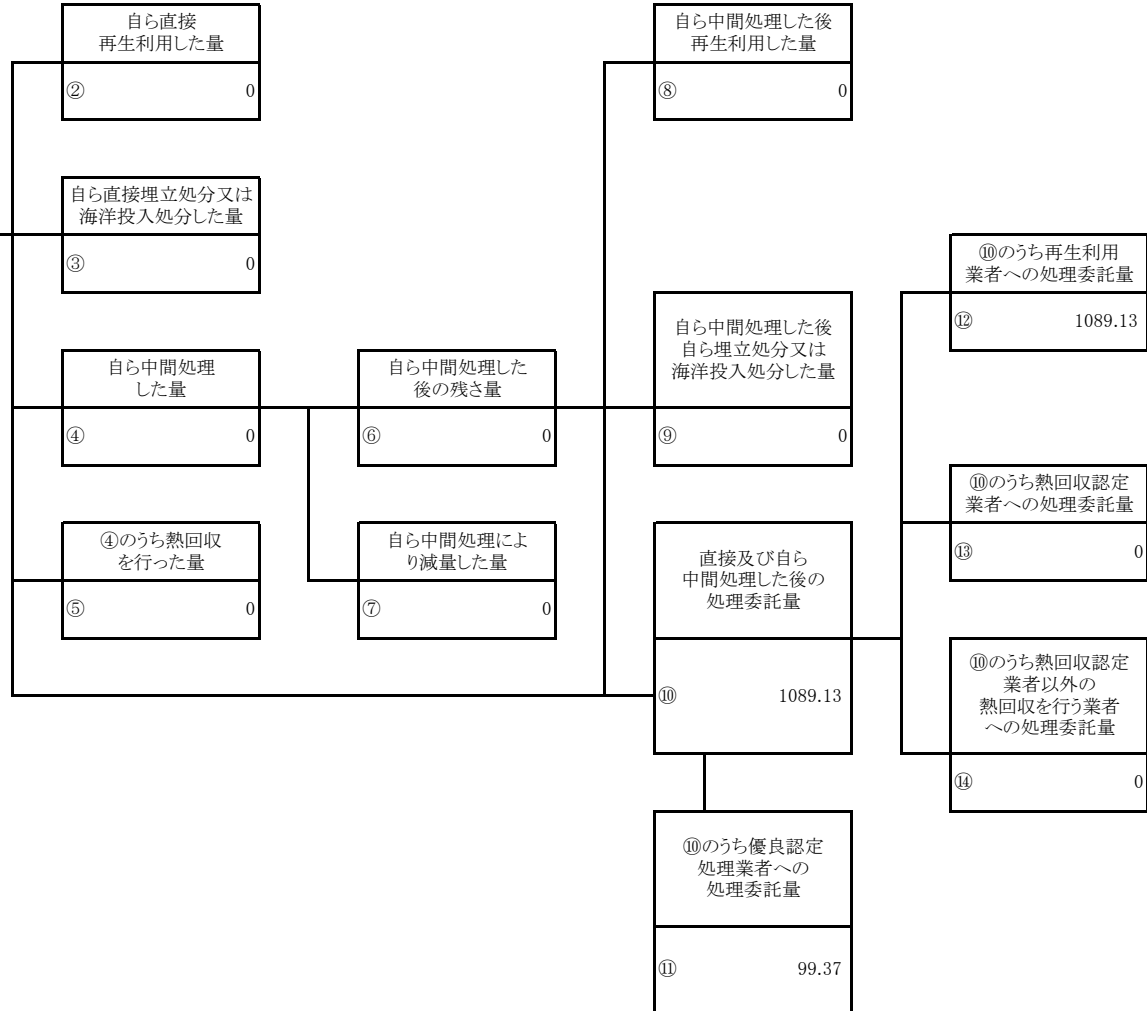 自ら直接
再生利用した量
② 0
自ら直接埋立処分又は
海洋投入処分した量
③ 0
自ら中間処理
した量
④ 0
④のうち熱回収
を行った量
⑤ 0
自ら中間処理した
後の残さ量
⑥ 0
自ら中間処理によ
り減量した量
⑦ 0
自ら中間処理した後
再生利用した量
⑧ 0
自ら中間処理した後
自ら埋立処分又は
海洋投入処分した量
⑨ 0
直接及び自ら
中間処理した後の
処理委託量
⑩ 1089.13
⑩のうち優良認定
処理業者への
処理委託量
⑪ 99.37
⑩のうち再生利用
業者への処理委託量
⑫ 1089.13
⑩のうち熱回収認定
業者への処理委託量
⑬ 0
⑩のうち熱回収認定
業者以外の
熱回収を行う業者
への処理委託量
⑭ 0